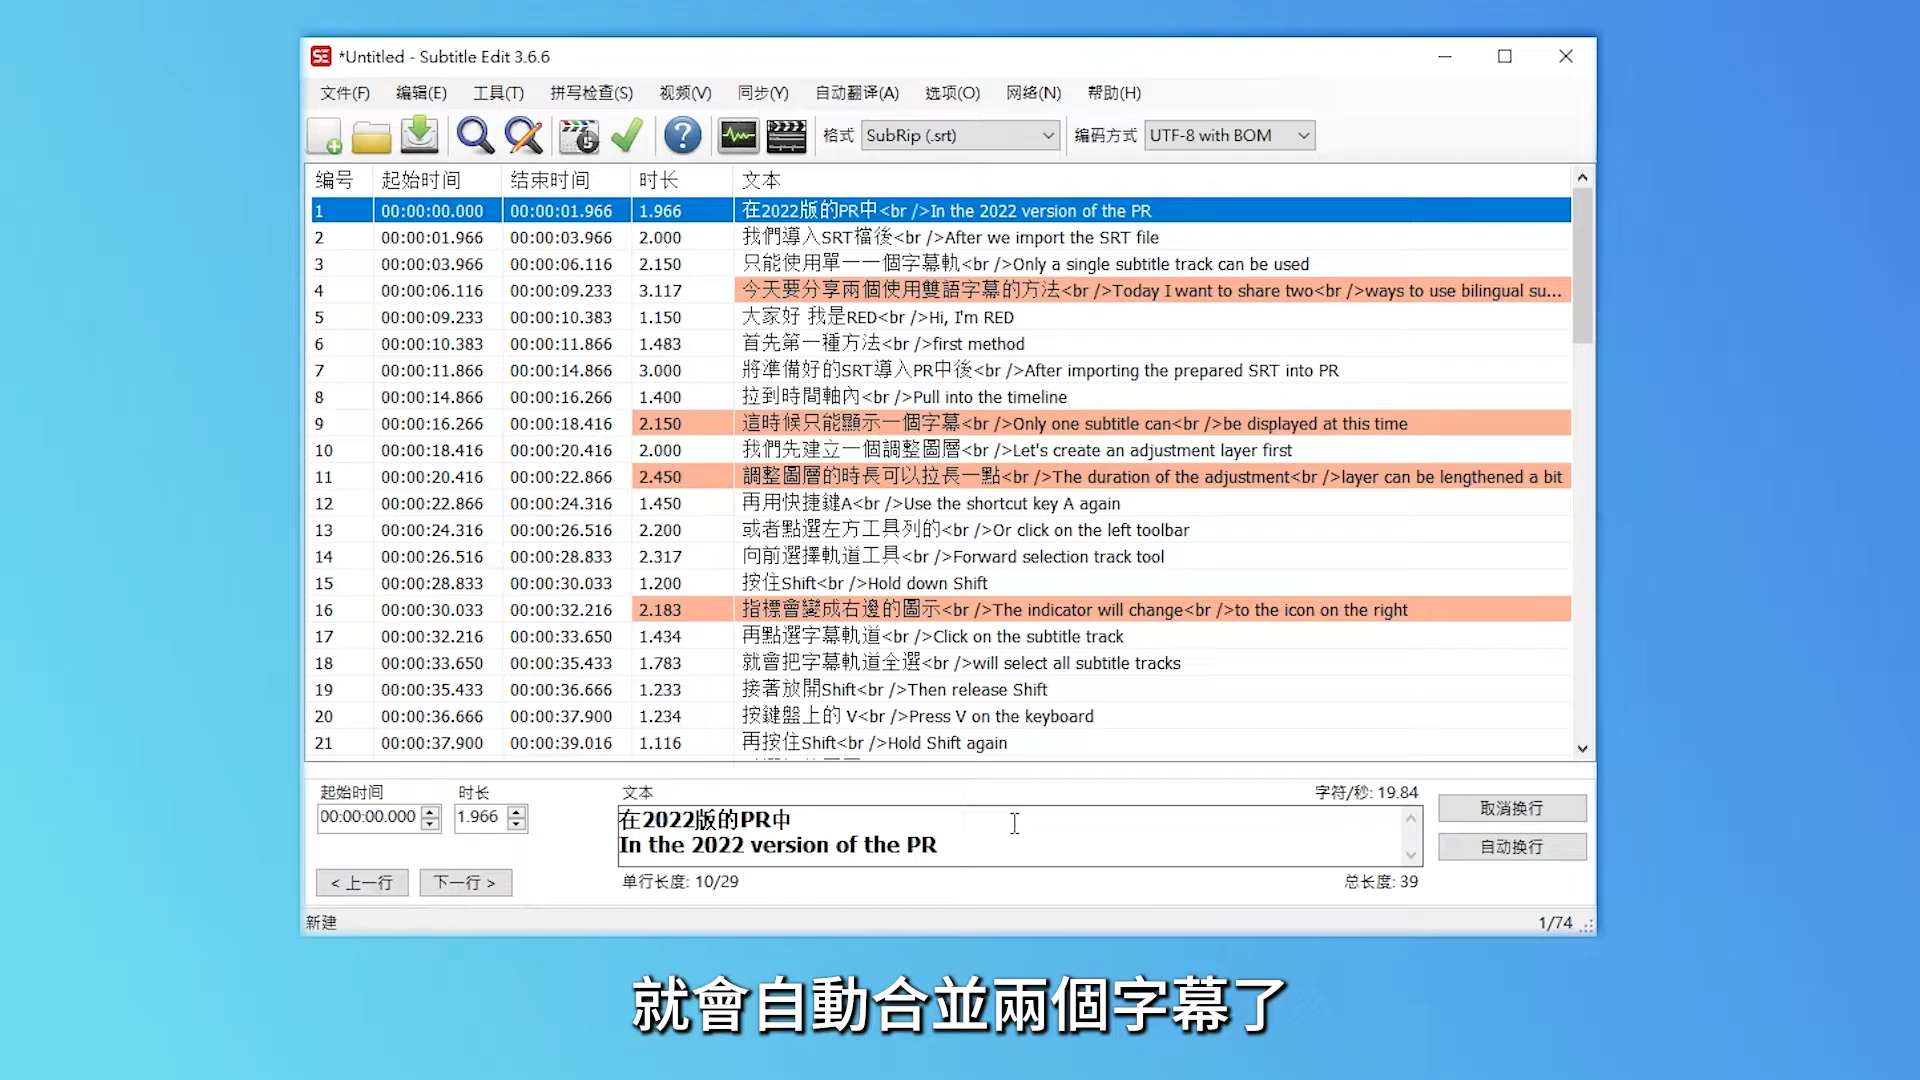 *Untitled - Subtitle Edit 3.6.6
文件(F) 编辑(E) 工具(T) 拼写检查(S) 视频(V) 同步(Y) 自动翻译(A) 选项(O) 网络(N) 帮助(H)
格式 SubRip (.srt) 编码方式 UTF-8 with BOM
编号 起始时间 结束时间 时长 文本
1 00:00:00.000 00:00:01.966 1.966 在2022版的PR中<br />In the 2022 version of the PR
2 00:00:01.966 00:00:03.966 2.000 我們導入SRT檔後<br />After we import the SRT file
3 00:00:03.966 00:00:06.116 2.150 只能使用單一一個字幕軌<br />Only a single subtitle track can be used
4 00:00:06.116 00:00:09.233 3.117 今天要分享兩個使用雙語字幕的方法<br />Today I want to share two<br />ways to use bilingual su...
5 00:00:09.233 00:00:10.383 1.150 大家好 我是RED<br />Hi, I'm RED
6 00:00:10.383 00:00:11.866 1.483 首先第一種方法<br />first method
7 00:00:11.866 00:00:14.866 3.000 將準備好的SRT導入PR中後<br />After importing the prepared SRT into PR
8 00:00:14.866 00:00:16.266 1.400 拉到時間軸內<br />Pull into the timeline
9 00:00:16.266 00:00:18.416 2.150 這時候只能顯示一個字幕<br />Only one subtitle can<br />be displayed at this time
10 00:00:18.416 00:00:20.416 2.000 我們先建立一個調整圖層<br />Let's create an adjustment layer first
11 00:00:20.416 00:00:22.866 2.450 調整圖層的時長可以拉長一點<br />The duration of the adjustment<br />layer can be lengthened a bit
12 00:00:22.866 00:00:24.316 1.450 再用快捷鍵A<br />Use the shortcut key A again
13 00:00:24.316 00:00:26.516 2.200 或者點選左方工具列的<br />Or click on the left toolbar
14 00:00:26.516 00:00:28.833 2.317 向前選擇軌道工具<br />Forward selection track tool
15 00:00:28.833 00:00:30.033 1.200 按住Shift<br />Hold down Shift
16 00:00:30.033 00:00:32.216 2.183 指標會變成右邊的圖示<br />The indicator will change<br />to the icon on the right
17 00:00:32.216 00:00:33.650 1.434 再點選字幕軌道<br />Click on the subtitle track
18 00:00:33.650 00:00:35.433 1.783 就會把字幕軌道全選<br />will select all subtitle tracks
19 00:00:35.433 00:00:36.666 1.233 接著放開Shift<br />Then release Shift
20 00:00:36.666 00:00:37.900 1.234 按鍵盤上的 V<br />Press V on the keyboard
21 00:00:37.900 00:00:39.016 1.116 再按住Shift<br />Hold Shift again
起始时间 时长 文本 字符/秒: 19.84
00:00:00.000 1.966 在2022版的PR中 取消换行
In the 2022 version of the PR 自动换行
< 上一行 下一行 > 单行长度: 10/29 总长度: 39
新建 1/74
就會自動合並兩個字幕了